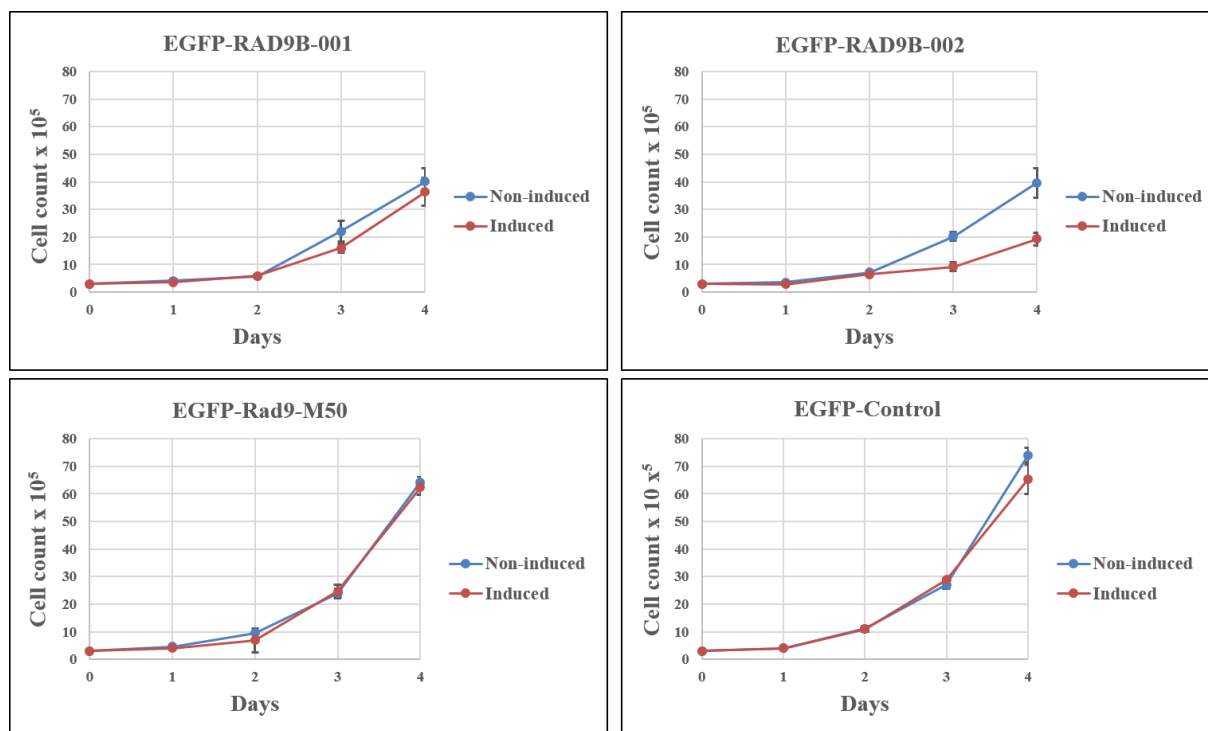 EGFP-RAD9B-001
Cell count x 10⁵
80
70
60
50
40
30
20
10
0
0 1 2 3 4
Days
Non-induced
Induced
EGFP-RAD9B-002
Cell count x 10⁵
80
70
60
50
40
30
20
10
0
0 1 2 3 4
Days
Non-induced
Induced
EGFP-Rad9-M50
Cell count x 10⁵
80
70
60
50
40
30
20
10
0
0 1 2 3 4
Days
Non-induced
Induced
EGFP-Control
Cell count x 10 x⁵
80
70
60
50
40
30
20
10
0
0 1 2 3 4
Days
Non-induced
Induced